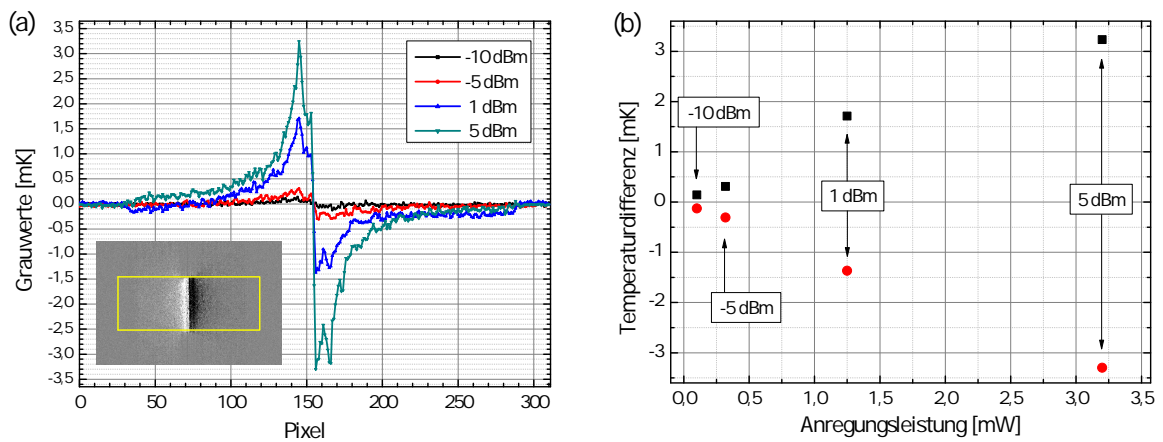 (a)
Grauwerte [mK]
3,5
3,0
2,5
2,0
1,5
1,0
0,5
0,0
-0,5
-1,0
-1,5
-2,0
-2,5
-3,0
-3,5
-10 dBm
-5 dBm
1 dBm
5 dBm
0 50 100 150 200 250 300
Pixel
(b)
Temperaturdifferenz [mK]
3
2
1
0
-1
-2
-3
-10 dBm
-5 dBm
1 dBm
5 dBm
0,0 0,5 1,0 1,5 2,0 2,5 3,0 3,5
Anregungsleistung [mW]